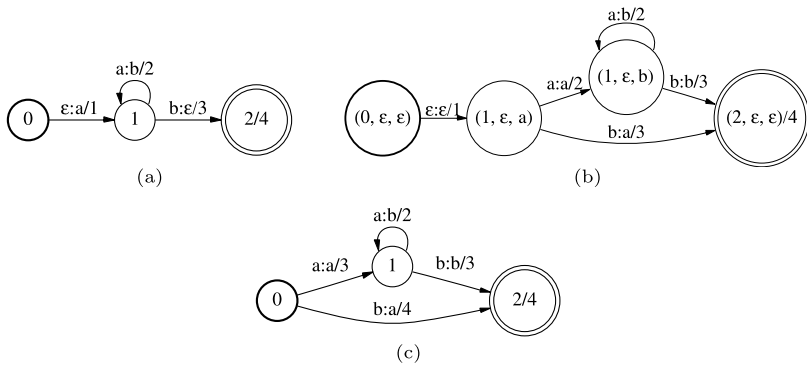 a:b/2
ε:a/1
b:ε/3
0
1
2/4
(a)
a:b/2
(1, ε, b)
a:a/2
b:b/3
(0, ε, ε)
ε:ε/1
(1, ε, a)
(2, ε, ε)/4
b:a/3
(b)
a:b/2
a:a/3
1
b:b/3
0
2/4
b:a/4
(c)